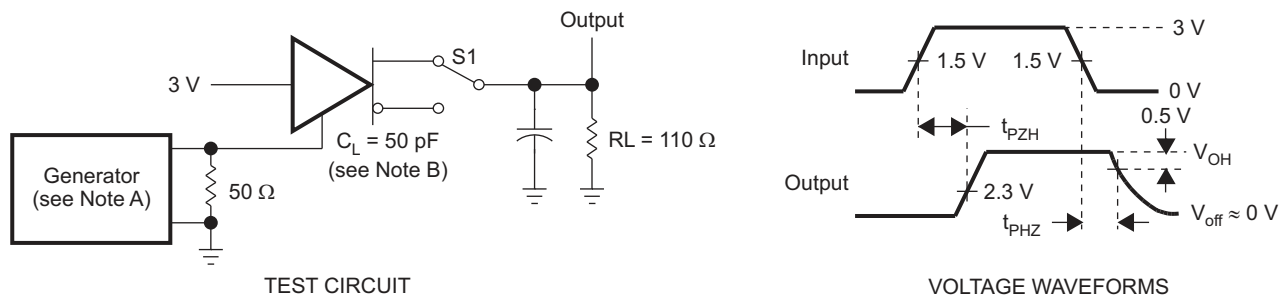 Output
S1
3 V
C_L = 50 pF
(see Note B)
RL = 110 Ω
Generator
(see Note A)
50 Ω
TEST CIRCUIT
Input
3 V
1.5 V
1.5 V
0 V
0.5 V
t_PZH
V_OH
Output
2.3 V
V_off ≈ 0 V
t_PHZ
VOLTAGE WAVEFORMS